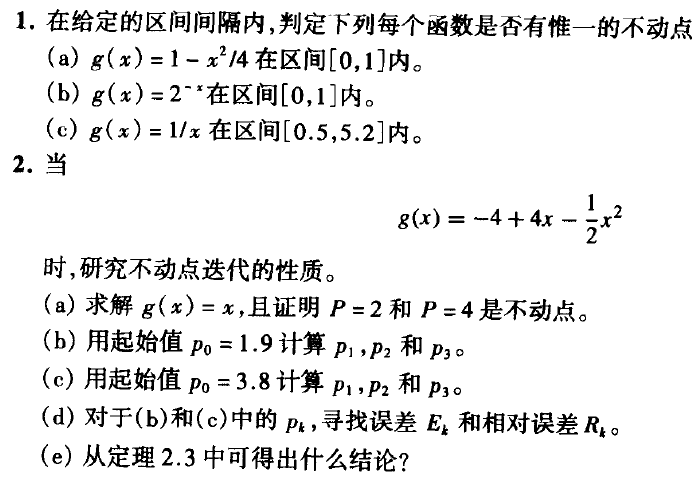 1. 在给定的区间间隔内,判定下列每个函数是否有惟一的不动点
(a) g(x) = 1 - x²/4 在区间[0,1]内。
(b) g(x) = 2⁻ˣ在区间[0,1]内。
(c) g(x) = 1/x 在区间[0.5,5.2]内。
2. 当
g(x) = −4 + 4x − ½x²
时,研究不动点迭代的性质。
(a) 求解 g(x) = x,且证明 P = 2 和 P = 4 是不动点。
(b) 用起始值 p₀ = 1.9 计算 p₁,p₂ 和 p₃。
(c) 用起始值 p₀ = 3.8 计算 p₁,p₂ 和 p₃。
(d) 对于(b)和(c)中的 pₖ,寻找误差 Eₖ 和相对误差 Rₖ。
(e) 从定理 2.3 中可得出什么结论?